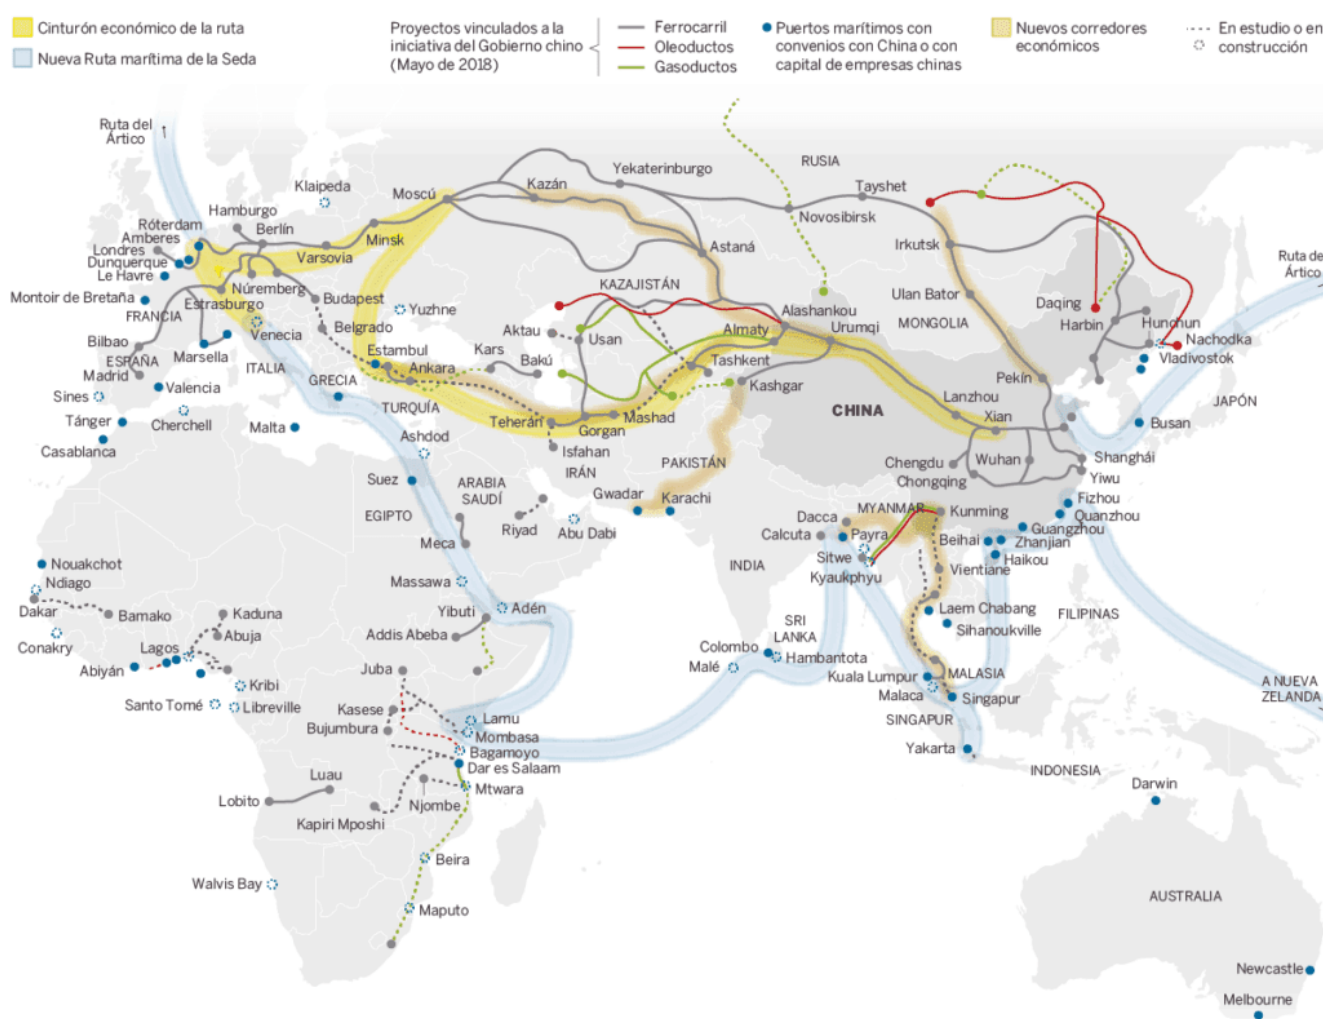 Cinturón económico de la ruta
Nueva Ruta marítima de la Seda
Proyectos vinculados a la
iniciativa del Gobierno chino
(Mayo de 2018)
Ferrocarril
Oleoductos
Gasoductos
Puertos marítimos con
convenios con China o con
capital de empresas chinas
Nuevos corredores
económicos
En estudio o en
construcción
Ruta del
Ártico
Klaipeda
Moscú
Kazán
Yekaterinburgo
RUSIA
Tayshet
Novosibirsk
Hamburgo
Róterdam
Berlín
Amberes
Londres
Dunquerque
Le Havre
Varsovia
Minsk
Astaná
Irkutsk
Ruta del
Ártico
Montoir de Bretaña
Núremberg
Estrasburgo
Budapest
FRANCIA
Yuzhne
KAZAJISTÁN
Ulan Bator
Daqing
Harbin
Hunchun
Nachodka
Vladivostok
Venecia
Belgrado
Aktau
Usan
Alashankou
Almaty
Urumqi
MONGOLIA
Bilbao
ESPAÑA
Madrid
Marsella
ITALIA
Estambul
Ankara
Kars
Bakú
Tashkent
Kashgar
Pekín
Valencia
GRECIA
TURQUÍA
Lanzhou
Sines
Tánger
Cherchell
Malta
Teherán
Gorgan
Mashad
CHINA
Xian
JAPÓN
Busan
Casablanca
Ashdod
Isfahan
IRÁN
PAKISTÁN
Chengdu
Chongqing
Wuhan
Shangháí
Yiwu
Suez
ARABIA
SAUDÍ
Gwadar
Karachi
MYANMAR
Kunming
Fizhou
Quanzhou
EGIPTO
Riyad
Abu Dabi
Dacca
Calcuta
Payra
Guangzhou
Beihai
Zhanjian
Haikou
Meca
INDIA
Sitwe
Kyaukphyu
Vientiane
Nouakchot
Ndiago
Dakar
Bamako
Kaduna
Abuja
Massawa
Yibuti
Adén
Laem Chabang
Sihanoukville
FILIPINAS
Conakry
Lagos
Abiyán
Addis Abeba
SRI
LANKA
Colombo
Hambantota
Malé
Juba
Kuala Lumpur
MALASIA
Malaca
Singapur
SINGAPUR
A NUEVA
ZELANDA
Kribi
Santo Tomé
Libreville
Kasese
Bujumbura
Lamu
Mombasa
Bagamoyo
Dar es Salaam
Yakarta
INDONESIA
Luau
Lobito
Njombe
Mtwara
Kapiri Mposhi
Darwin
Beira
Walvis Bay
Maputo
AUSTRALIA
Newcastle
Melbourne